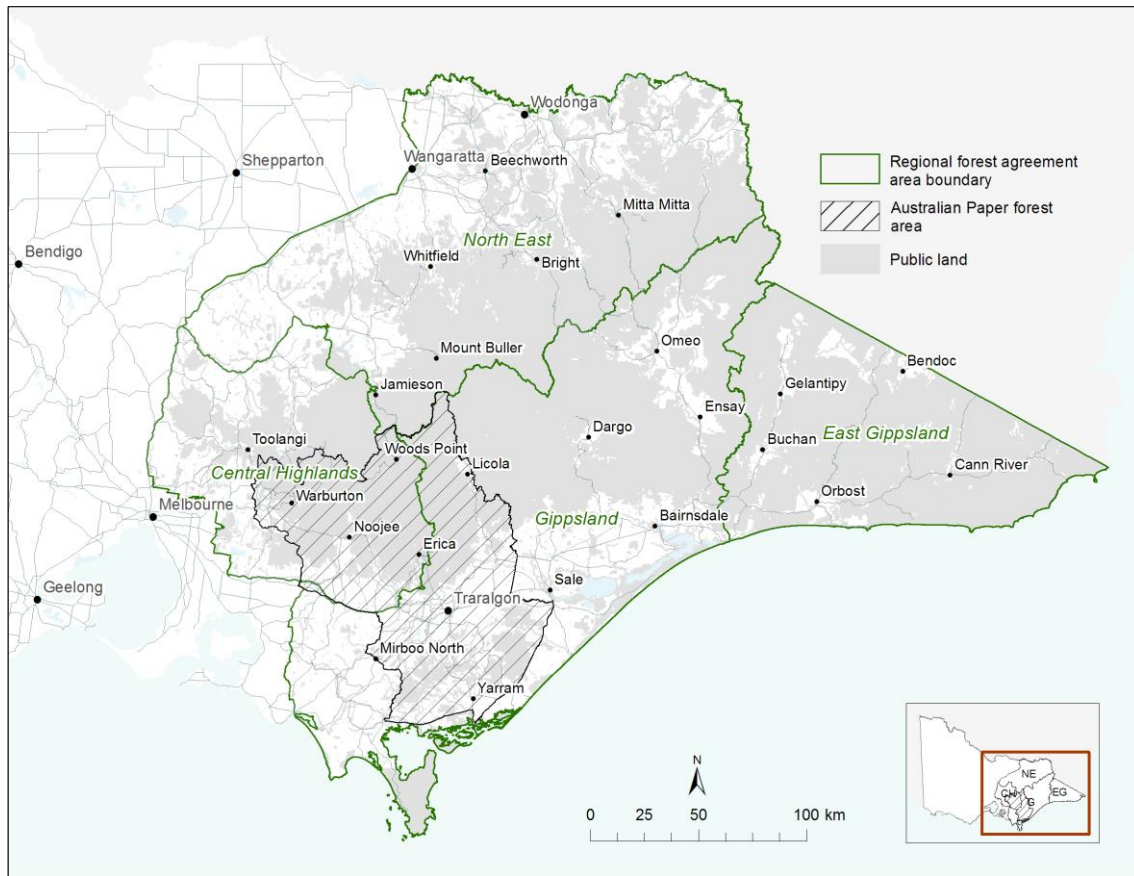 Wodonga
Shepparton
Wangaratta
Beechworth
Regional forest agreement
area boundary
Australian Paper forest
area
Public land
Mitta Mitta
North East
Bendigo
Whitfield
Bright
Omeo
Mount Buller
Bendoc
Jamieson
Gelantipy
Ensay
Dargo
East Gippsland
Toolangi
Buchan
Woods Point
Central Highlands
Licola
Cann River
Warburton
Orbost
Melbourne
Gippsland
Bairnsdale
Noojee
Erica
Sale
Geelong
Traralgon
Mirboo North
Yarram
N
0 25 50 100 km
NE
CH
EG
G